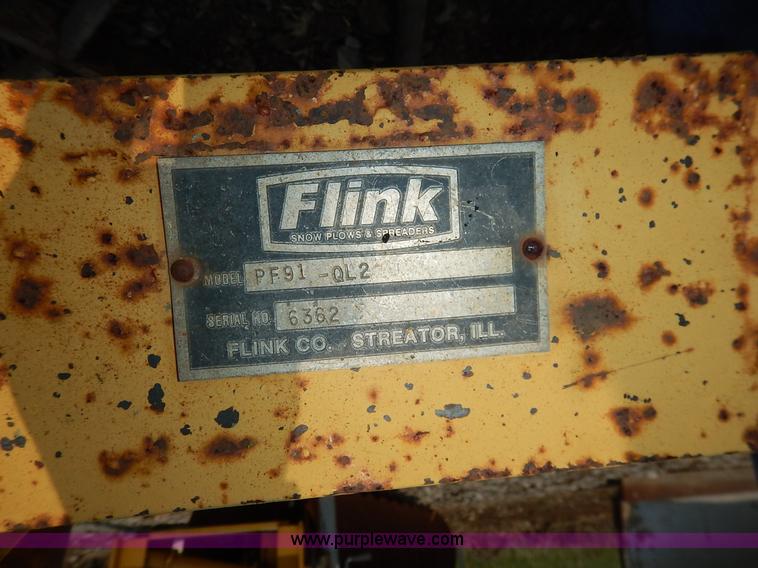 Flink
SNOW PLOWS & SPREADERS
MODEL PF91-QL2
SERIAL NO. 6362
FLINK CO. STREATOR, ILL.
www.purplewave.com